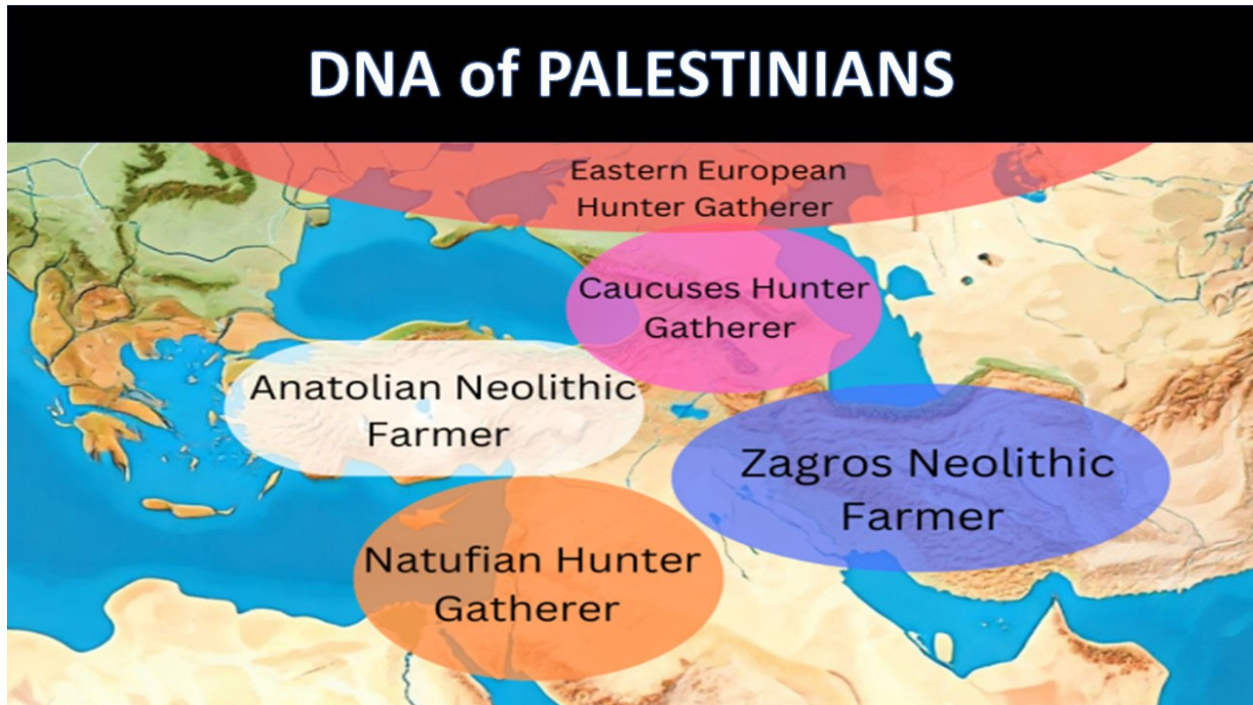 DNA of PALESTINIANS
Eastern European
Hunter Gatherer
Caucuses Hunter
Gatherer
Anatolian Neolithic
Farmer
Zagros Neolithic
Farmer
Natufian Hunter
Gatherer